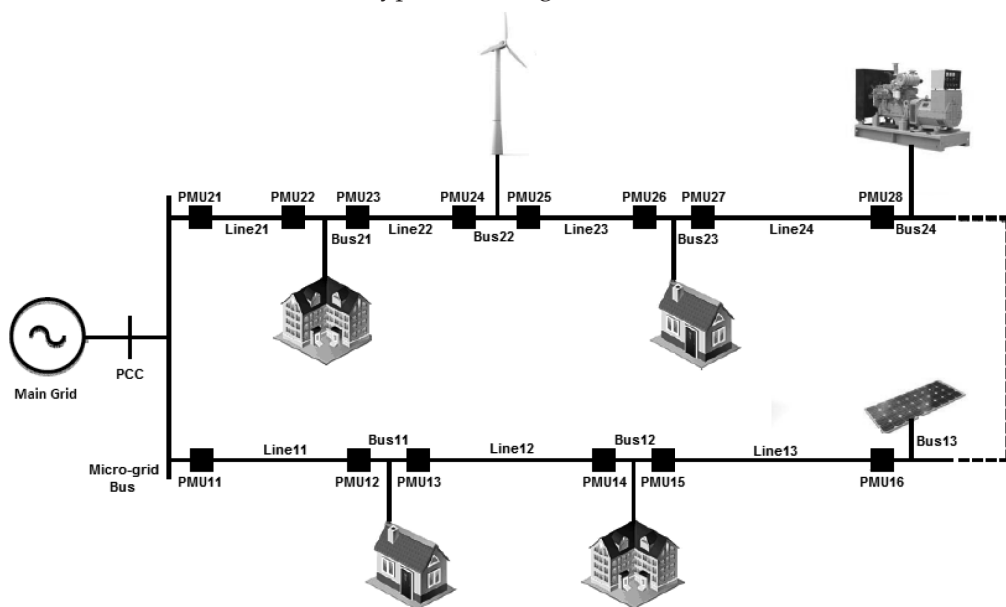 PMU21
PMU22
PMU23
PMU24
PMU25
PMU26
PMU27
PMU28
Line21
Bus21
Line22
Bus22
Line23
Bus23
Line24
Bus24
PCC
Main Grid
Micro-grid
Bus
Line11
Bus11
Line12
Bus12
Line13
Bus13
PMU11
PMU12
PMU13
PMU14
PMU15
PMU16